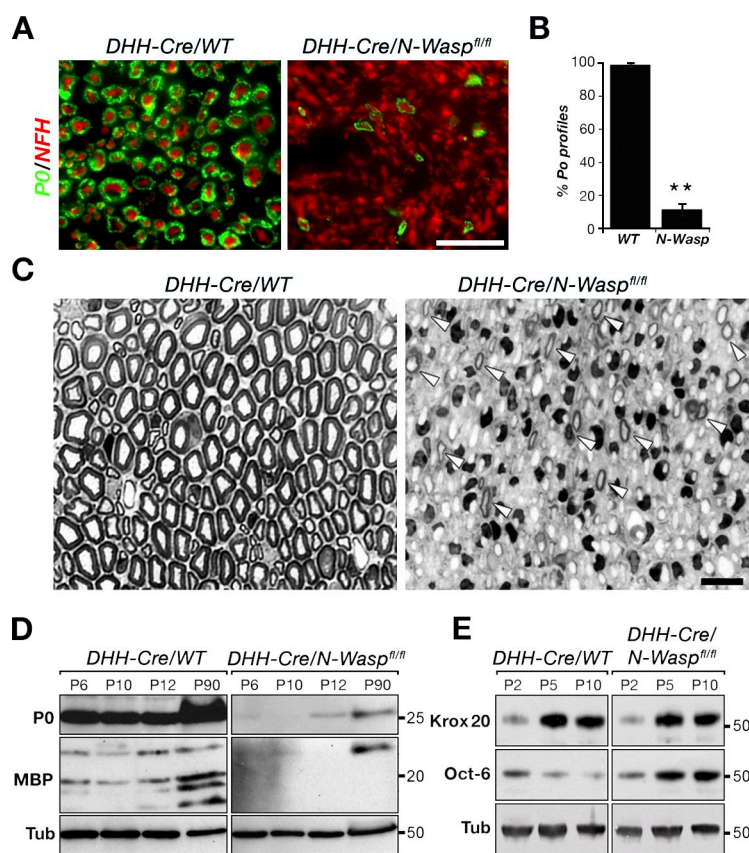 A
DHH-Cre/WT
DHH-Cre/N-Wasp^fl/fl
P0/NFH
B
% Po profiles
100
80
60
40
20
0
**
WT
N-Wasp
C
DHH-Cre/WT
DHH-Cre/N-Wasp^fl/fl
D
DHH-Cre/WT
DHH-Cre/N-Wasp^fl/fl
P6 P10 P12 P90
P6 P10 P12 P90
P0
25
MBP
20
Tub
50
E
DHH-Cre/WT
DHH-Cre/
N-Wasp^fl/fl
P2 P5 P10
P2 P5 P10
Krox 20
50
Oct-6
50
Tub
50